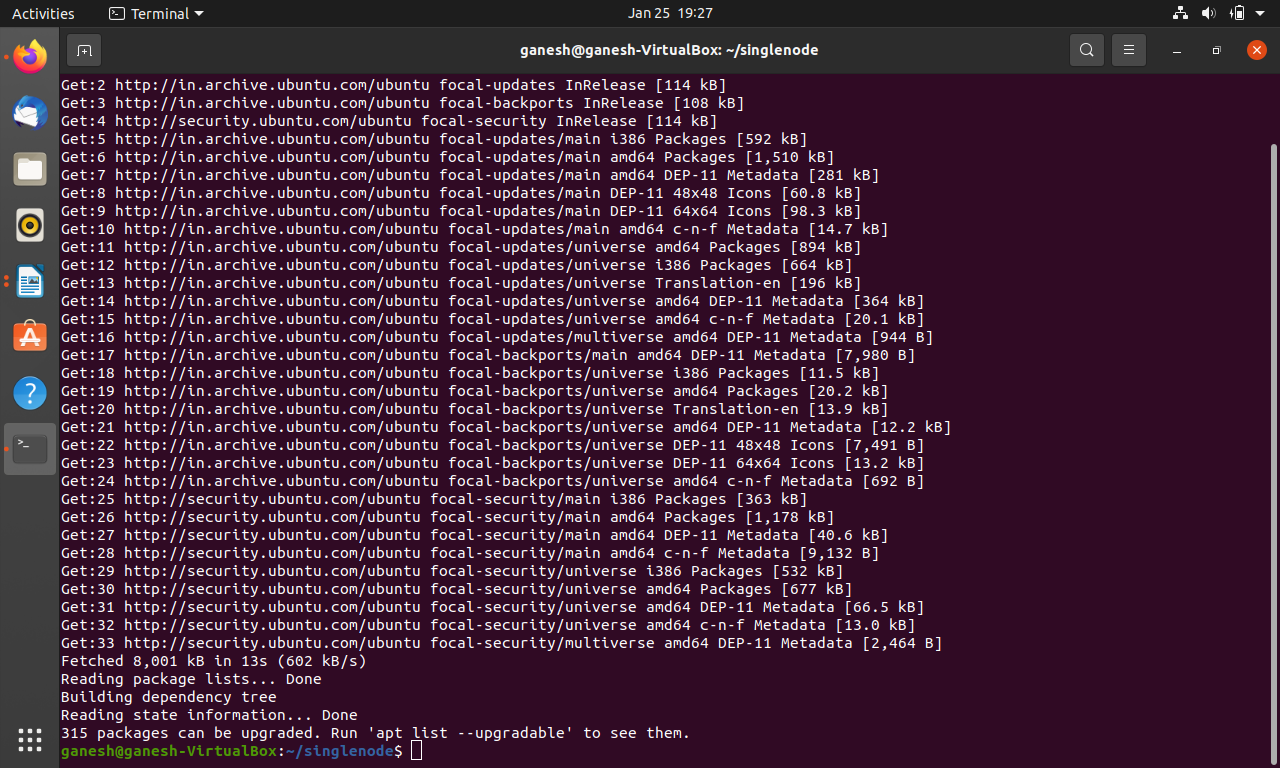 Activities Terminal Jan 25 19:27
ganesh@ganesh-VirtualBox: ~/singlenode
Get:2 http://in.archive.ubuntu.com/ubuntu focal-updates InRelease [114 kB]
Get:3 http://in.archive.ubuntu.com/ubuntu focal-backports InRelease [108 kB]
Get:4 http://security.ubuntu.com/ubuntu focal-security InRelease [114 kB]
Get:5 http://in.archive.ubuntu.com/ubuntu focal-updates/main i386 Packages [592 kB]
Get:6 http://in.archive.ubuntu.com/ubuntu focal-updates/main amd64 Packages [1,510 kB]
Get:7 http://in.archive.ubuntu.com/ubuntu focal-updates/main amd64 DEP-11 Metadata [281 kB]
Get:8 http://in.archive.ubuntu.com/ubuntu focal-updates/main DEP-11 48x48 Icons [60.8 kB]
Get:9 http://in.archive.ubuntu.com/ubuntu focal-updates/main DEP-11 64x64 Icons [98.3 kB]
Get:10 http://in.archive.ubuntu.com/ubuntu focal-updates/main amd64 c-n-f Metadata [14.7 kB]
Get:11 http://in.archive.ubuntu.com/ubuntu focal-updates/universe amd64 Packages [894 kB]
Get:12 http://in.archive.ubuntu.com/ubuntu focal-updates/universe i386 Packages [664 kB]
Get:13 http://in.archive.ubuntu.com/ubuntu focal-updates/universe Translation-en [196 kB]
Get:14 http://in.archive.ubuntu.com/ubuntu focal-updates/universe amd64 DEP-11 Metadata [364 kB]
Get:15 http://in.archive.ubuntu.com/ubuntu focal-updates/universe amd64 c-n-f Metadata [20.1 kB]
Get:16 http://in.archive.ubuntu.com/ubuntu focal-updates/multiverse amd64 DEP-11 Metadata [944 B]
Get:17 http://in.archive.ubuntu.com/ubuntu focal-backports/main amd64 DEP-11 Metadata [7,980 B]
Get:18 http://in.archive.ubuntu.com/ubuntu focal-backports/universe i386 Packages [11.5 kB]
Get:19 http://in.archive.ubuntu.com/ubuntu focal-backports/universe amd64 Packages [20.2 kB]
Get:20 http://in.archive.ubuntu.com/ubuntu focal-backports/universe Translation-en [13.9 kB]
Get:21 http://in.archive.ubuntu.com/ubuntu focal-backports/universe amd64 DEP-11 Metadata [12.2 kB]
Get:22 http://in.archive.ubuntu.com/ubuntu focal-backports/universe DEP-11 48x48 Icons [7,491 B]
Get:23 http://in.archive.ubuntu.com/ubuntu focal-backports/universe DEP-11 64x64 Icons [13.2 kB]
Get:24 http://in.archive.ubuntu.com/ubuntu focal-backports/universe amd64 c-n-f Metadata [692 B]
Get:25 http://security.ubuntu.com/ubuntu focal-security/main i386 Packages [363 kB]
Get:26 http://security.ubuntu.com/ubuntu focal-security/main amd64 Packages [1,178 kB]
Get:27 http://security.ubuntu.com/ubuntu focal-security/main amd64 DEP-11 Metadata [40.6 kB]
Get:28 http://security.ubuntu.com/ubuntu focal-security/main amd64 c-n-f Metadata [9,132 B]
Get:29 http://security.ubuntu.com/ubuntu focal-security/universe i386 Packages [532 kB]
Get:30 http://security.ubuntu.com/ubuntu focal-security/universe amd64 Packages [677 kB]
Get:31 http://security.ubuntu.com/ubuntu focal-security/universe amd64 DEP-11 Metadata [66.5 kB]
Get:32 http://security.ubuntu.com/ubuntu focal-security/universe amd64 c-n-f Metadata [13.0 kB]
Get:33 http://security.ubuntu.com/ubuntu focal-security/multiverse amd64 DEP-11 Metadata [2,464 B]
Fetched 8,001 kB in 13s (602 kB/s)
Reading package lists... Done
Building dependency tree
Reading state information... Done
315 packages can be upgraded. Run 'apt list --upgradable' to see them.
ganesh@ganesh-VirtualBox:~/singlenode$